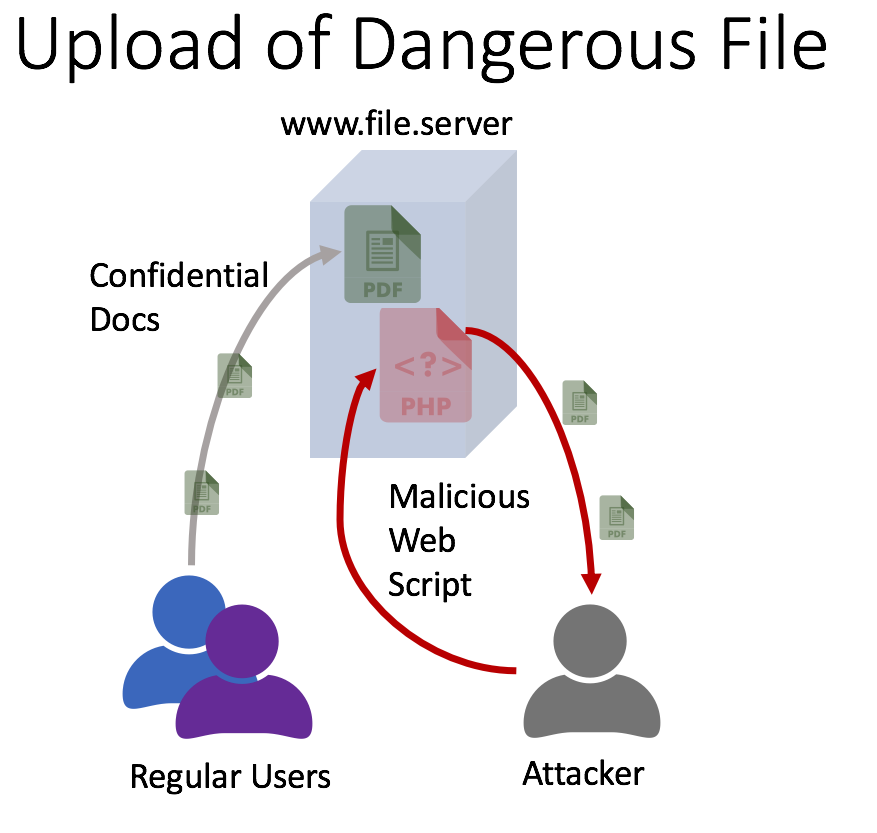 Upload of Dangerous File
www.file.server
Confidential
Docs
PDF
<?>
PHP
PDF
PDF
PDF
PDF
Malicious
Web
Script
Regular Users
Attacker